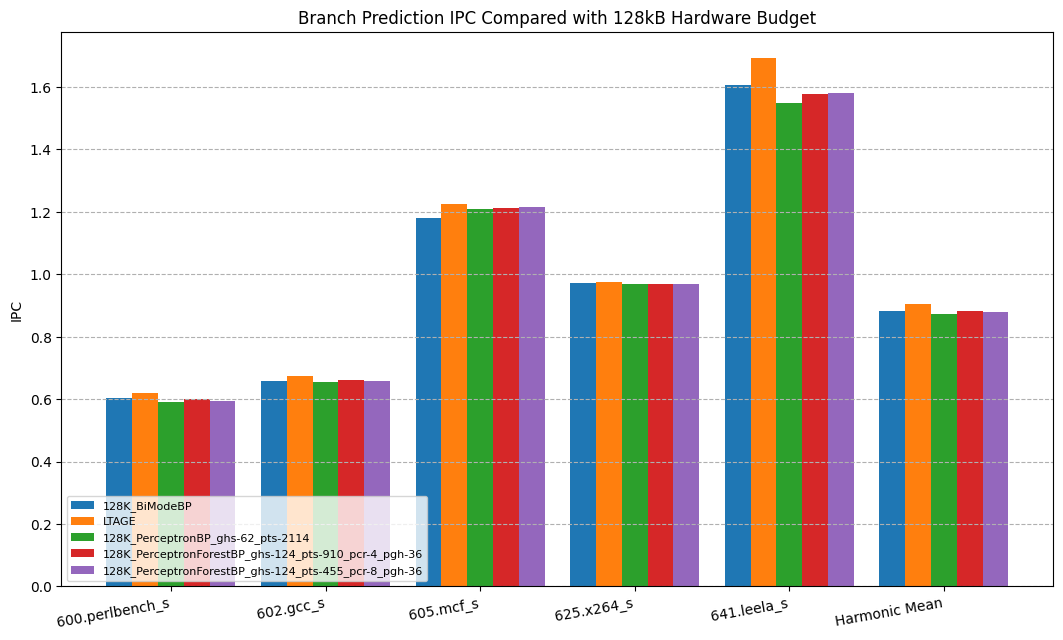 Branch Prediction IPC Compared with 128kB Hardware Budget
IPC
1.6
1.4
1.2
1.0
0.8
0.6
0.4
0.2
0.0
128K_BiModeBP
LTAGE
128K_PerceptronBP_ghs-62_pts-2114
128K_PerceptronForestBP_ghs-124_pts-910_pcr-4_pgh-36
128K_PerceptronForestBP_ghs-124_pts-455_pcr-8_pgh-36
600.perlbench_s
602.gcc_s
605.mcf_s
625.x264_s
641.leela_s
Harmonic Mean